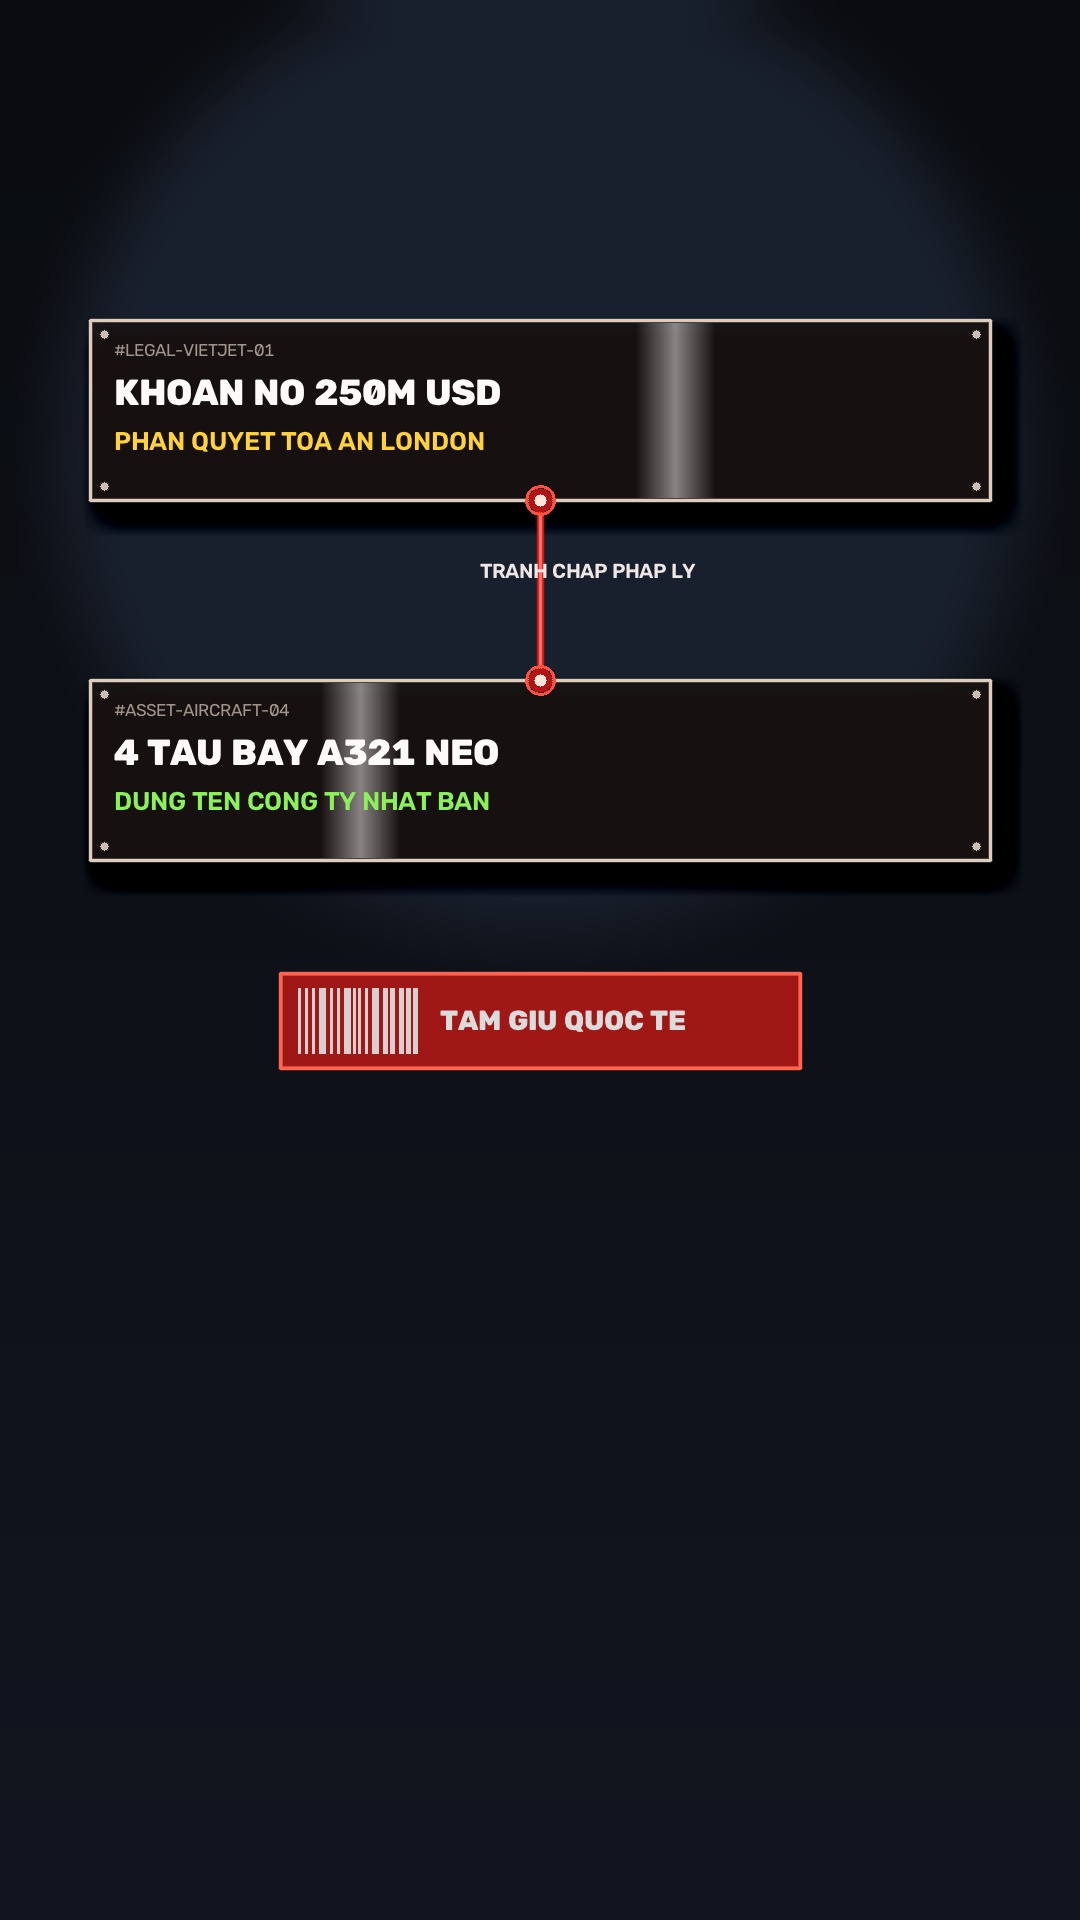 #LEGAL-VIETJET-01
KHOAN NO 250M USD
PHAN QUYET TOA AN LONDON
TRANH CHAP PHAP LY
#ASSET-AIRCRAFT-04
4 TAU BAY A321 NEO
DUNG TEN CONG TY NHAT BAN
TAM GIU QUOC TE